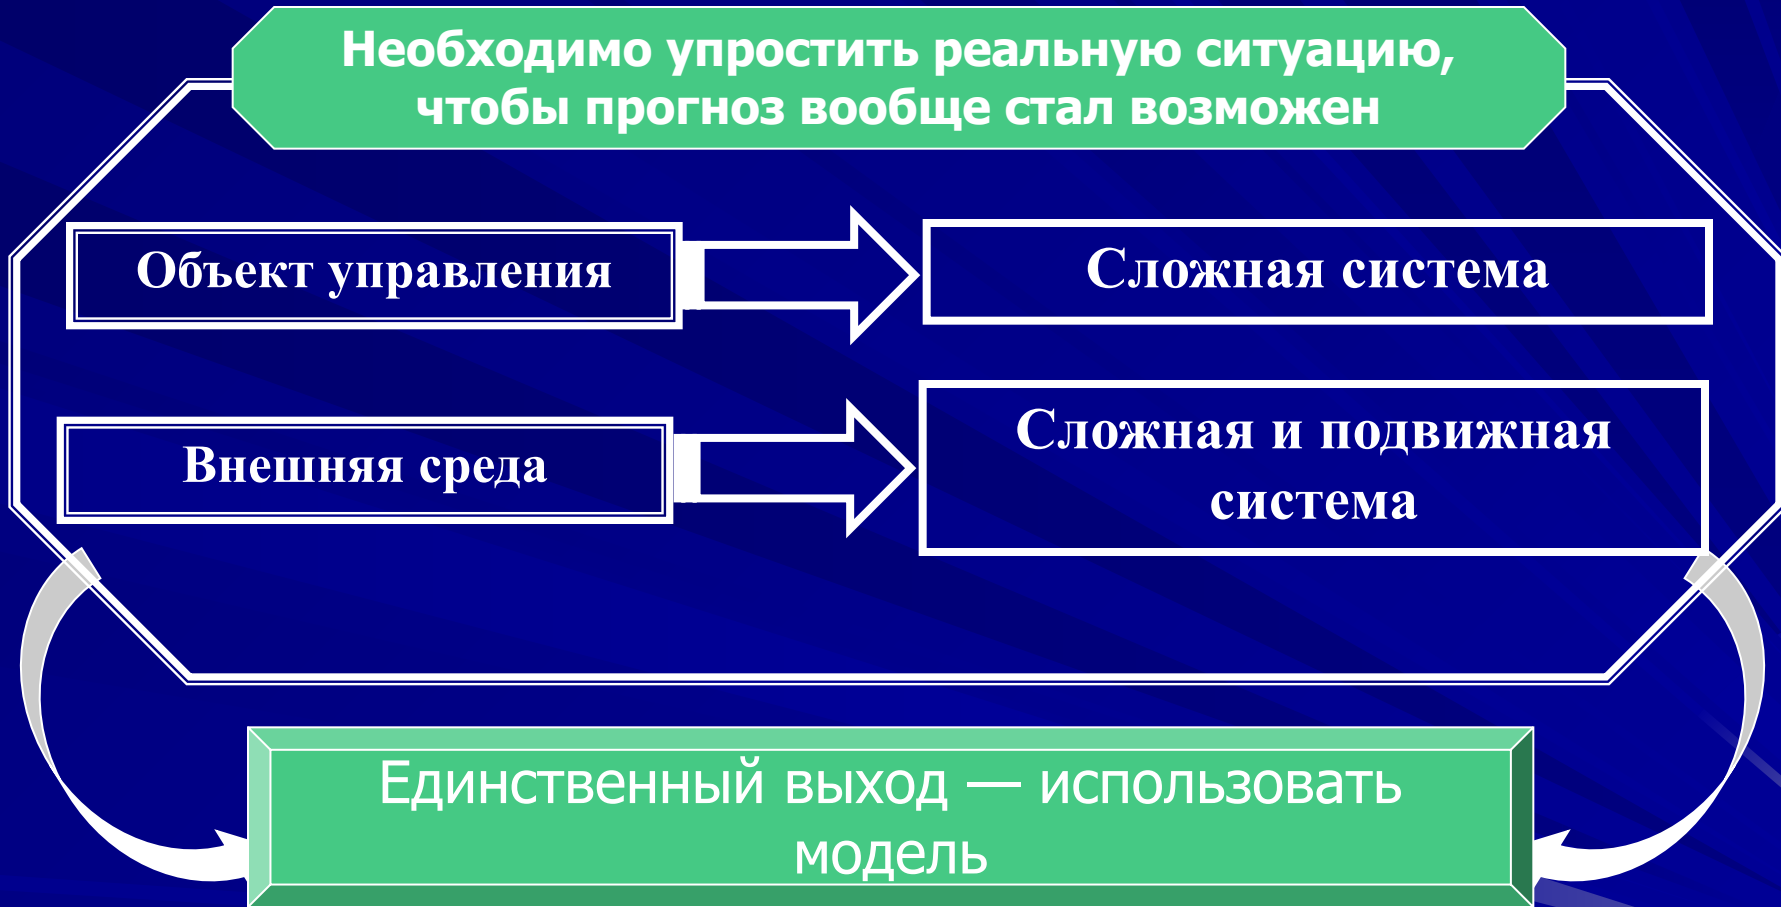 Необходимо упростить реальную ситуацию,
чтобы прогноз вообще стал возможен
Объект управления
Сложная система
Внешняя среда
Сложная и подвижная
система
Единственный выход — использовать
модель